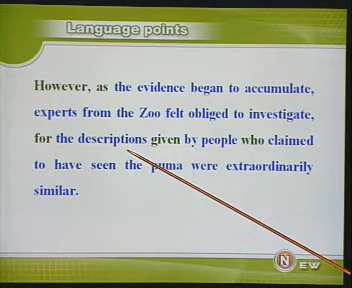 Language points
However, as the evidence began to accumulate,
experts from the Zoo felt obliged to investigate,
for the descriptions given by people who claimed
to have seen the puma were extraordinarily
similar.
NEW